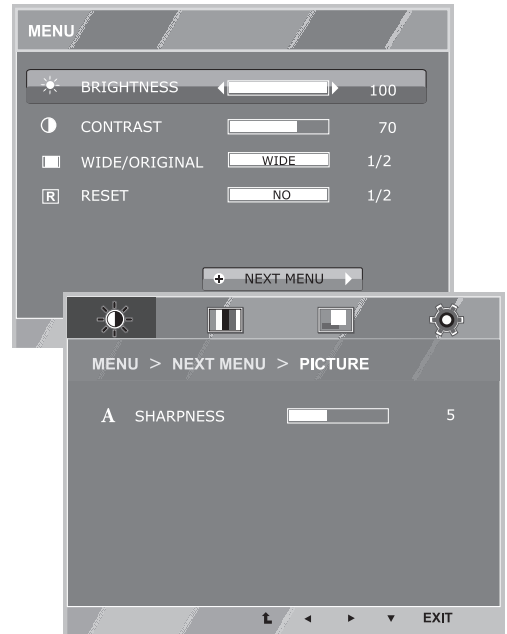 MENU
BRIGHTNESS 100
CONTRAST 70
WIDE/ORIGINAL WIDE 1/2
R RESET NO 1/2
NEXT MENU
MENU > NEXT MENU > PICTURE
A SHARPNESS 5
EXIT